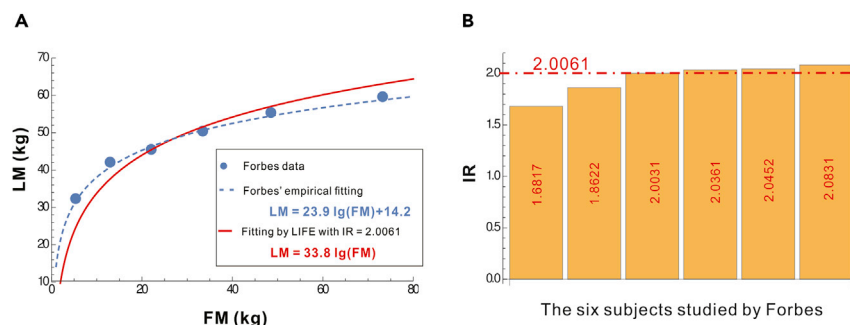 A
70
60
50
40
30
20
10
LM (kg)
0
20
40
60
80
FM (kg)
Forbes data
Forbes' empirical fitting
LM = 23.9 lg(FM)+14.2
Fitting by LIFE with IR = 2.0061
LM = 33.8 lg(FM)
B
2.0061
2.0
1.5
1.0
0.5
0.0
IR
1.6817
1.8622
2.0031
2.0361
2.0452
2.0831
The six subjects studied by Forbes